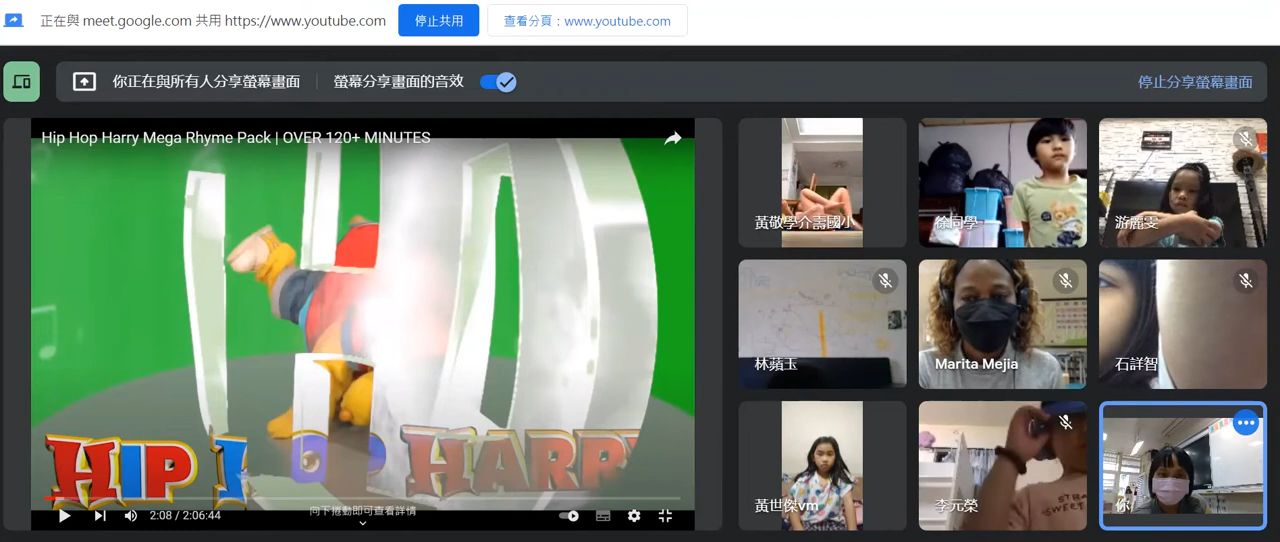 正在與 meet.google.com 共用 https://www.youtube.com
停止共用
查看分頁：www.youtube.com
你正在與所有人分享螢幕畫面
螢幕分享畫面的音效
停止分享螢幕畫面
Hip Hop Harry Mega Rhyme Pack | OVER 120+ MINUTES
HIP
HARRY
2:08 / 2:06:44
向下捲動即可查看詳情
黃敬學介壽國小
徐同學
游麗雯
林蘋玉
Marita Mejia
石詳智
黃世傑vm
李元榮
你